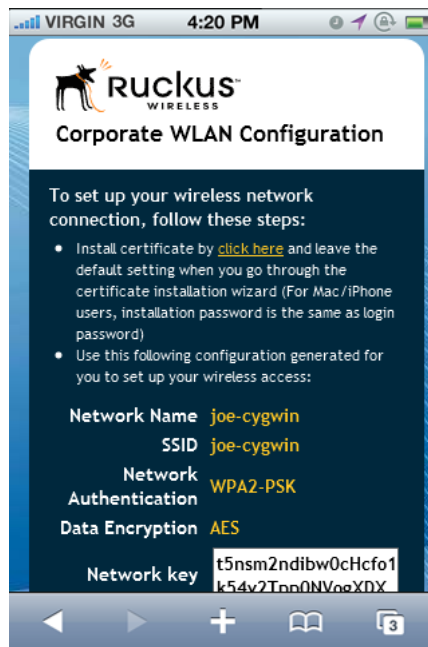 VIRGIN 3G 4:20 PM
RUCKUS™
WIRELESS
Corporate WLAN Configuration
To set up your wireless network
connection, follow these steps:
• Install certificate by click here and leave the
default setting when you go through the
certificate installation wizard (For Mac/iPhone
users, installation password is the same as login
password)
• Use this following configuration generated for
you to set up your wireless access:
Network Name joe-cygwin
SSID joe-cygwin
Network
Authentication WPA2-PSK
Data Encryption AES
Network key t5nsm2ndibw0cHcfo1
3